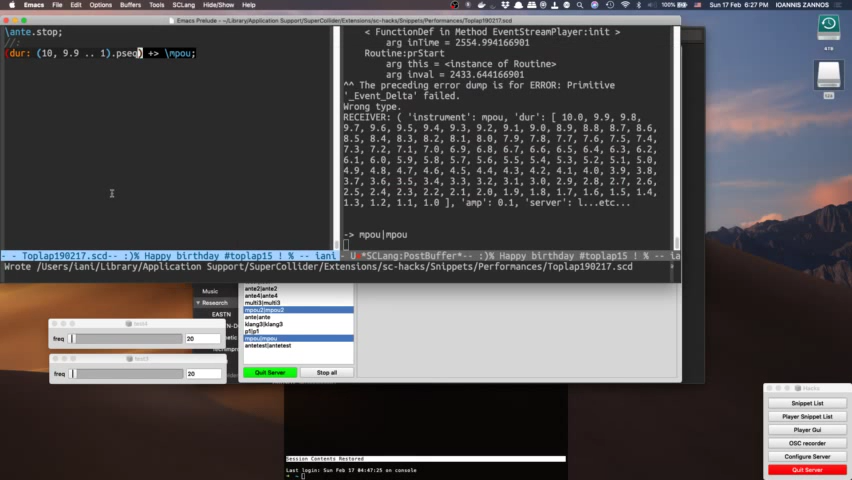 Emacs File Edit Options Buffers Tools SCLang Hide/Show Help
100% Sun 17 Feb 6:27 PM IOANNIS ZANNOS
Emacs Prelude - ~/Library/Application Support/SuperCollider/Extensions/sc-hacks/Snippets/Performances/Toplap190217.scd
\ante.stop;
//:
(dur: (10, 9.9 .. 1).pseq) +> \mpou;
< FunctionDef in Method EventStreamPlayer:init >
arg inTime = 2554.994166901
Routine:prStart
arg this = <instance of Routine>
arg inval = 2433.644166901
^^ The preceding error dump is for ERROR: Primitive
'_Event_Delta' failed.
Wrong type.
RECEIVER: ( 'instrument': mpou, 'dur': [ 10.0, 9.9, 9.8,
9.7, 9.6, 9.5, 9.4, 9.3, 9.2, 9.1, 9.0, 8.9, 8.8, 8.7, 8.6,
8.5, 8.4, 8.3, 8.2, 8.1, 8.0, 7.9, 7.8, 7.7, 7.6, 7.5, 7.4,
7.3, 7.2, 7.1, 7.0, 6.9, 6.8, 6.7, 6.6, 6.5, 6.4, 6.3, 6.2,
6.1, 6.0, 5.9, 5.8, 5.7, 5.6, 5.5, 5.4, 5.3, 5.2, 5.1, 5.0,
4.9, 4.8, 4.7, 4.6, 4.5, 4.4, 4.3, 4.2, 4.1, 4.0, 3.9, 3.8,
3.7, 3.6, 3.5, 3.4, 3.3, 3.2, 3.1, 3.0, 2.9, 2.8, 2.7, 2.6,
2.5, 2.4, 2.3, 2.2, 2.1, 2.0, 1.9, 1.8, 1.7, 1.6, 1.5, 1.4,
1.3, 1.2, 1.1, 1.0 ], 'amp': 0.1, 'server': l...etc...
-> mpou|mpou
- - Toplap190217.scd-- :)% Happy birthday #toplap15 ! % -- iani
- U *SCLang:PostBuffer*-- :)% Happy birthday #toplap15 ! % -- ia
Wrote /Users/iani/Library/Application Support/SuperCollider/Extensions/sc-hacks/Snippets/Performances/Toplap190217.scd
Music
Research
EASTN
ante2|ante2
ante4|ante4
multi3|multi3
mpou2|mpou2
ante|ante
klang3|klang3
p1|p1
mpou|mpou
antetest|antetest
Quit Server
Stop all
test4
freq
20
freq
20
Session Contents Restored
Last login: Sun Feb 17 04:47:25 on console
4TB
Hacks
Snippet List
Player Snippet List
Player Gui
OSC recorder
Configure Server
Quit Server